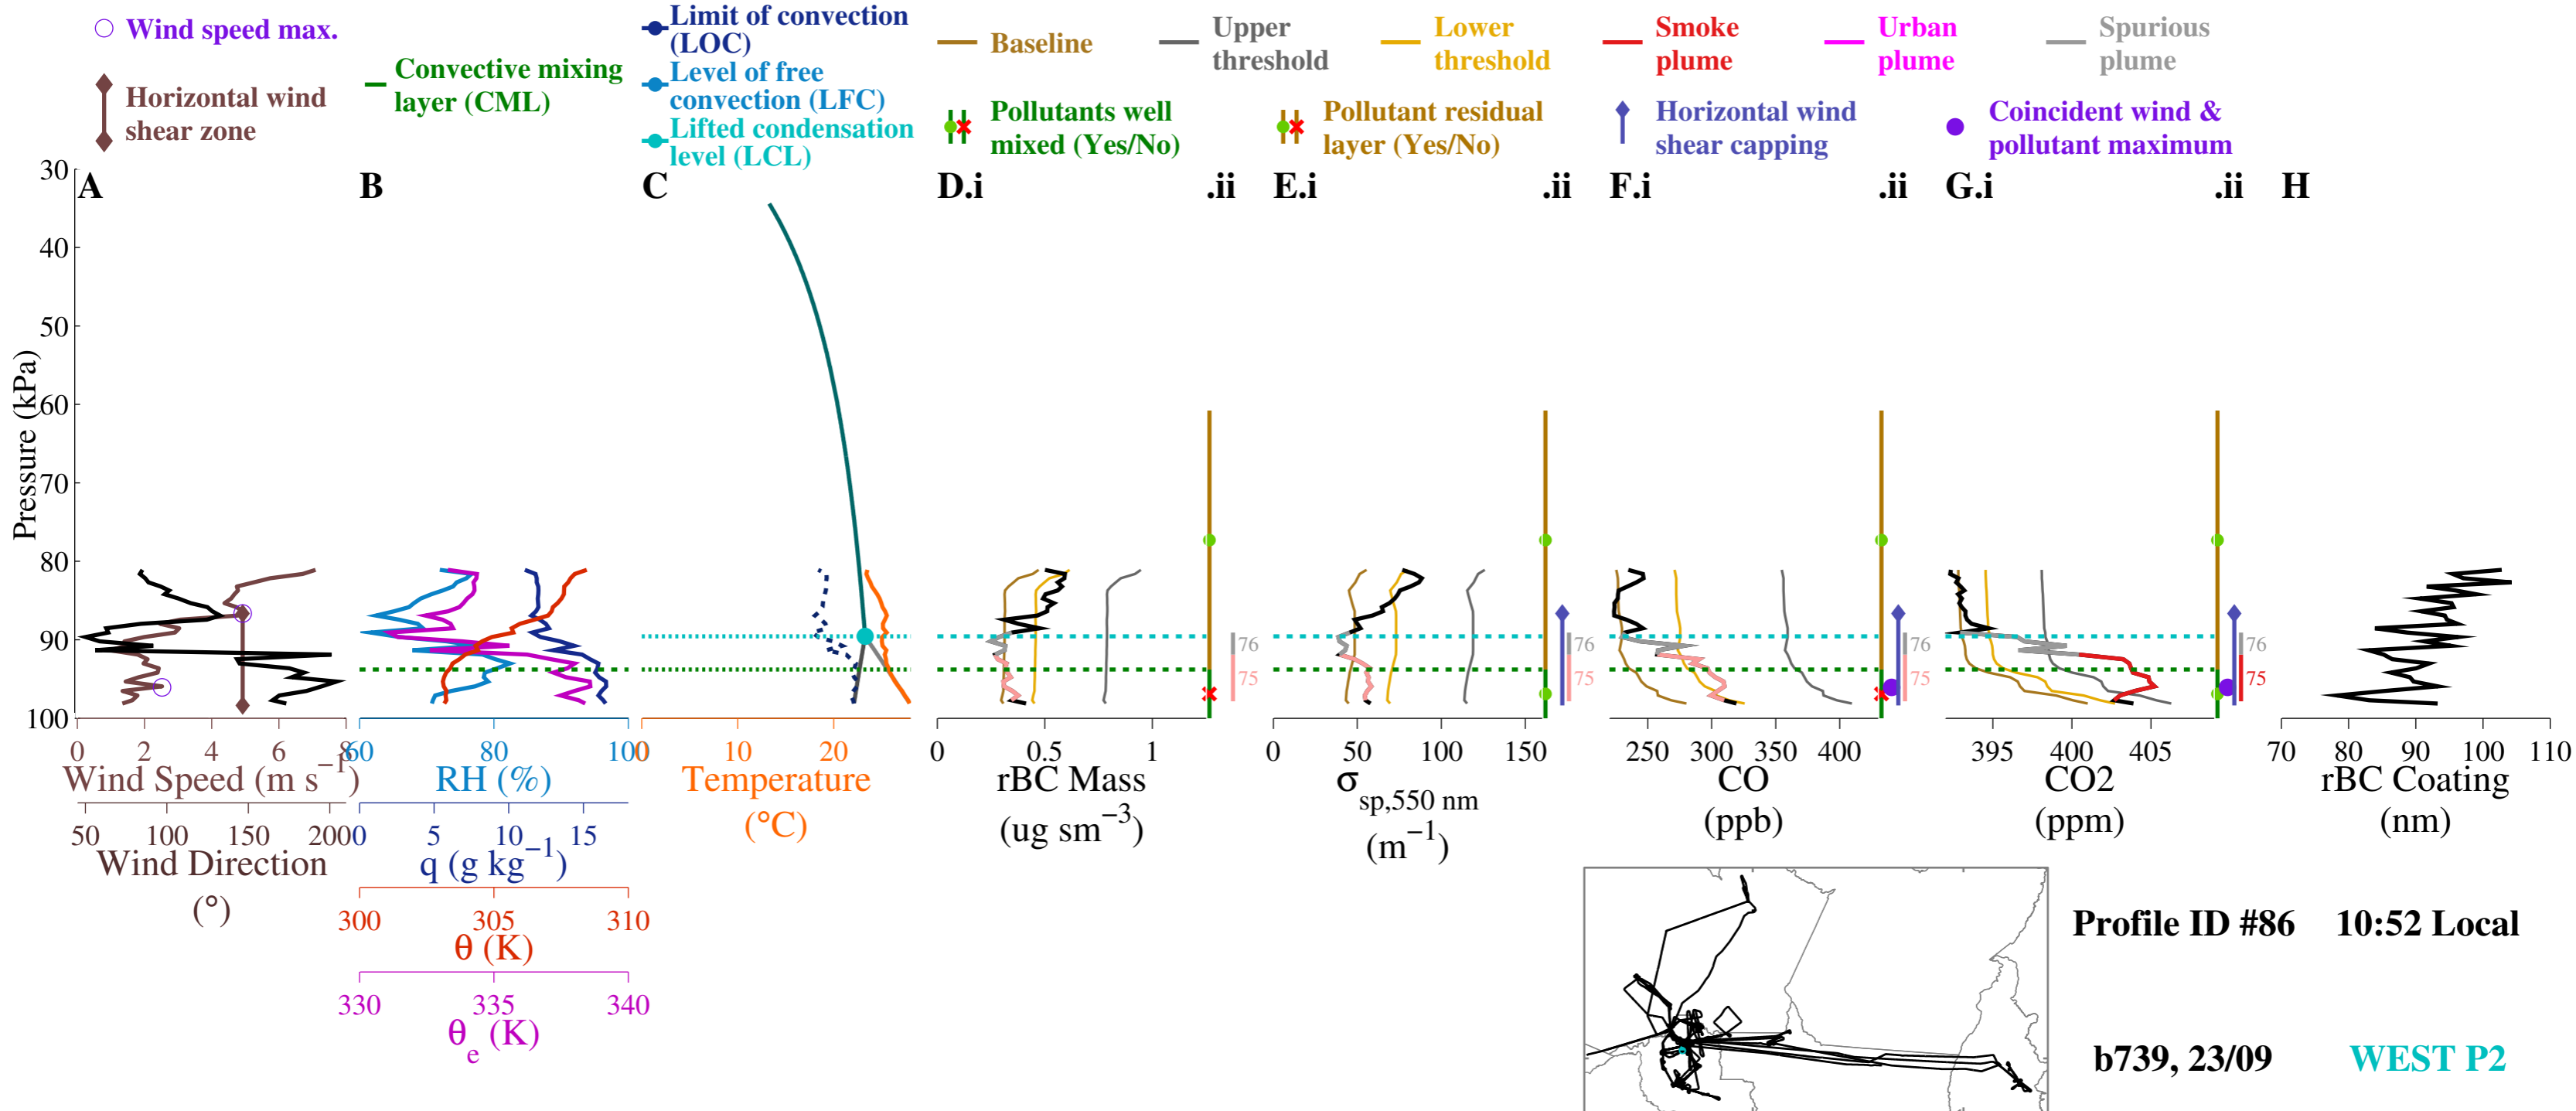 Wind speed max.
Horizontal wind
shear zone
Convective mixing
layer (CML)
Limit of convection
(LOC)
Level of free
convection (LFC)
Lifted condensation
level (LCL)
Baseline
Upper
threshold
Lower
threshold
Smoke
plume
Urban
plume
Spurious
plume
Pollutants well
mixed (Yes/No)
Pollutant residual
layer (Yes/No)
Horizontal wind
shear capping
Coincident wind &
pollutant maximum
A B C D.i .ii E.i .ii F.i .ii G.i .ii H
Pressure (kPa)
30
40
50
60
70
80
90
100
76 76 76 76
75 75 75 75
0 2 4 6 8
Wind Speed (m s−1)
50 100 150 200
Wind Direction
(°)
60 80 100
RH (%)
0 5 10 15
q (g kg−1)
300 305 310
θ (K)
330 335 340
θe (K)
0 10 20
Temperature
(°C)
0 0.5 1
rBC Mass
(ug sm−3)
0 50 100 150
σsp,550 nm
(m−1)
250 300 350 400
CO
(ppb)
395 400 405
CO2
(ppm)
70 80 90 100 110
rBC Coating
(nm)
Profile ID #86 10:52 Local
b739, 23/09 WEST P2